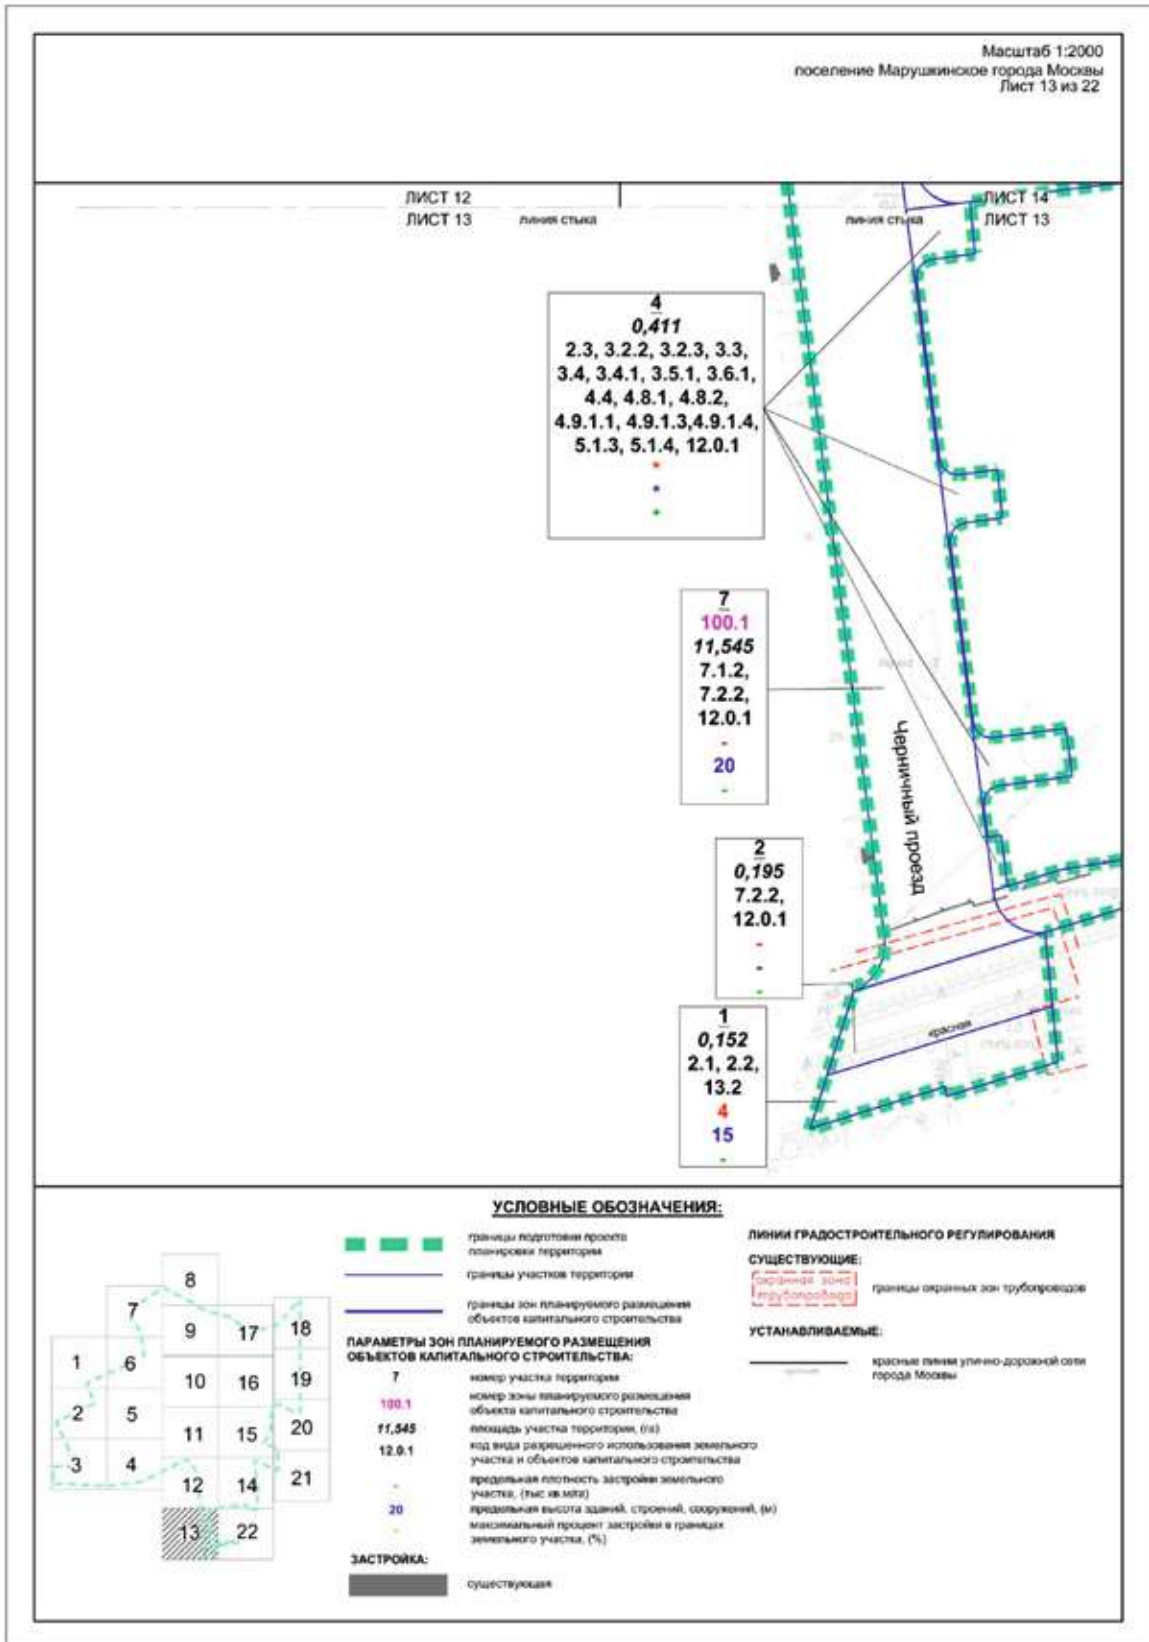 Масштаб 1:2000
поселение Марушкинское города Москвы
Лист 13 из 22
ЛИСТ 12
ЛИСТ 13
линия стыка
линия стыка
ЛИСТ 14
ЛИСТ 13
4
0,411
2.3, 3.2.2, 3.2.3, 3.3,
3.4, 3.4.1, 3.5.1, 3.6.1,
4.4, 4.8.1, 4.8.2,
4.9.1.1, 4.9.1.3,4.9.1.4,
5.1.3, 5.1.4, 12.0.1
7
100.1
11,545
7.1.2,
7.2.2,
12.0.1
-
20
-
Черничный проезд
2
0,195
7.2.2,
12.0.1
-
-
-
1
0,152
2.1, 2.2,
13.2
4
15
-
красная
УСЛОВНЫЕ ОБОЗНАЧЕНИЯ:
границы подготовки проекта
планировки территории
границы участков территории
границы зон планируемого размещения
объектов капитального строительства
ПАРАМЕТРЫ ЗОН ПЛАНИРУЕМОГО РАЗМЕЩЕНИЯ
ОБЪЕКТОВ КАПИТАЛЬНОГО СТРОИТЕЛЬСТВА:
7 номер участка территории
100.1 номер зоны планируемого размещения
объекта капитального строительства
11,545 площадь участка территории, (га)
12.0.1 код вида разрешенного использования земельного
участка и объектов капитального строительства
- предельная плотность застройки земельного
участка, (тыс кв.м/га)
20 предельная высота зданий, строений, сооружений, (м)
- максимальный процент застройки в границах
земельного участка, (%)
ЗАСТРОЙКА:
существующая
ЛИНИИ ГРАДОСТРОИТЕЛЬНОГО РЕГУЛИРОВАНИЯ
СУЩЕСТВУЮЩИЕ:
охранная зона
трубопровода
границы охранных зон трубопроводов
УСТАНАВЛИВАЕМЫЕ:
красные линии улично-дорожной сети
города Москвы
8
7
9
17
18
1
6
10
16
19
2
5
11
15
20
3
4
12
14
21
13
22